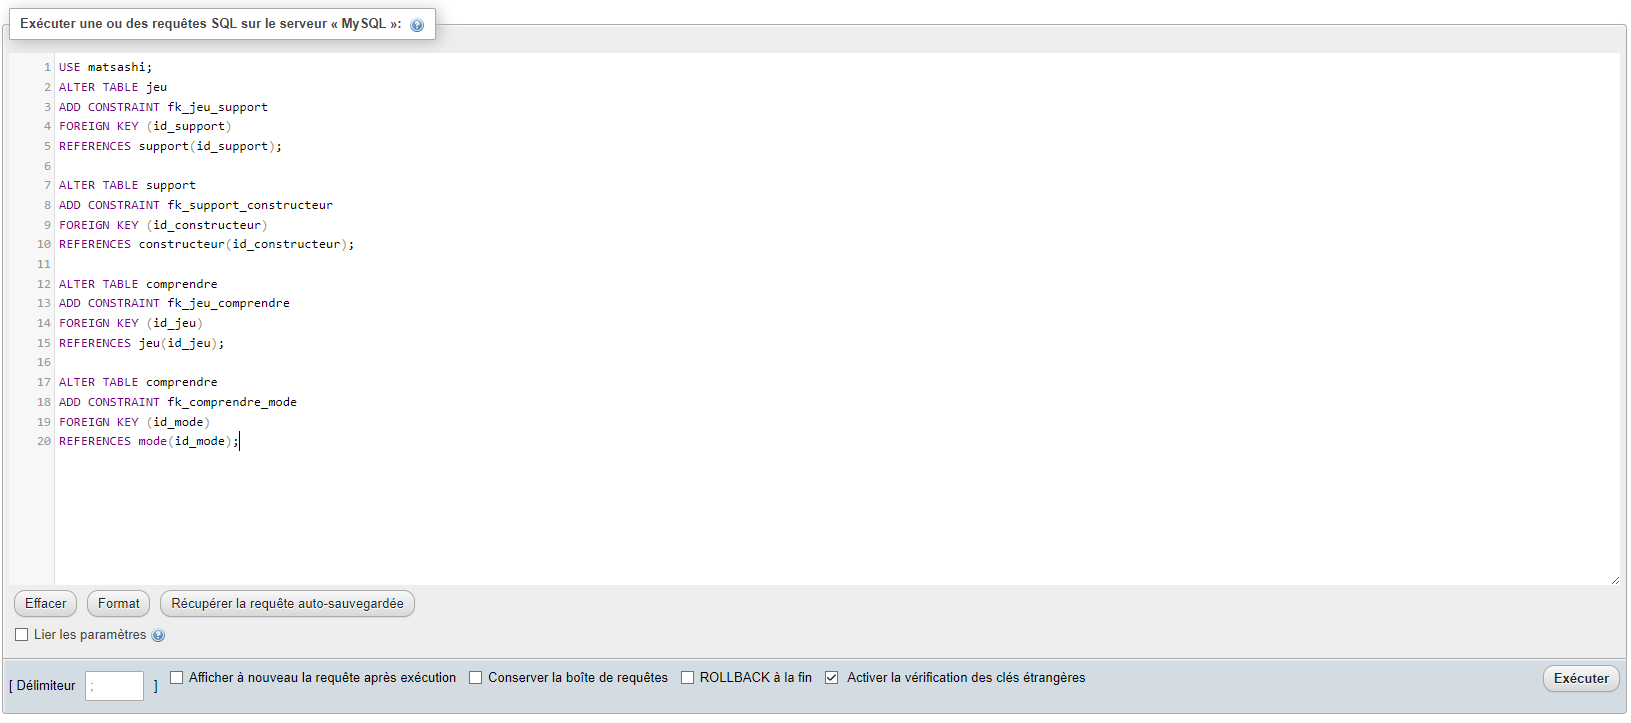 Exécuter une ou des requêtes SQL sur le serveur « MySQL »:
1 USE matsashi;
2 ALTER TABLE jeu
3 ADD CONSTRAINT fk_jeu_support
4 FOREIGN KEY (id_support)
5 REFERENCES support(id_support);
6
7 ALTER TABLE support
8 ADD CONSTRAINT fk_support_constructeur
9 FOREIGN KEY (id_constructeur)
10 REFERENCES constructeur(id_constructeur);
11
12 ALTER TABLE comprendre
13 ADD CONSTRAINT fk_jeu_comprendre
14 FOREIGN KEY (id_jeu)
15 REFERENCES jeu(id_jeu);
16
17 ALTER TABLE comprendre
18 ADD CONSTRAINT fk_comprendre_mode
19 FOREIGN KEY (id_mode)
20 REFERENCES mode(id_mode);
Effacer Format Récupérer la requête auto-sauvegardée
Lier les paramètres
[ Délimiteur ; ] Afficher à nouveau la requête après exécution Conserver la boîte de requêtes ROLLBACK à la fin Activer la vérification des clés étrangères Exécuter